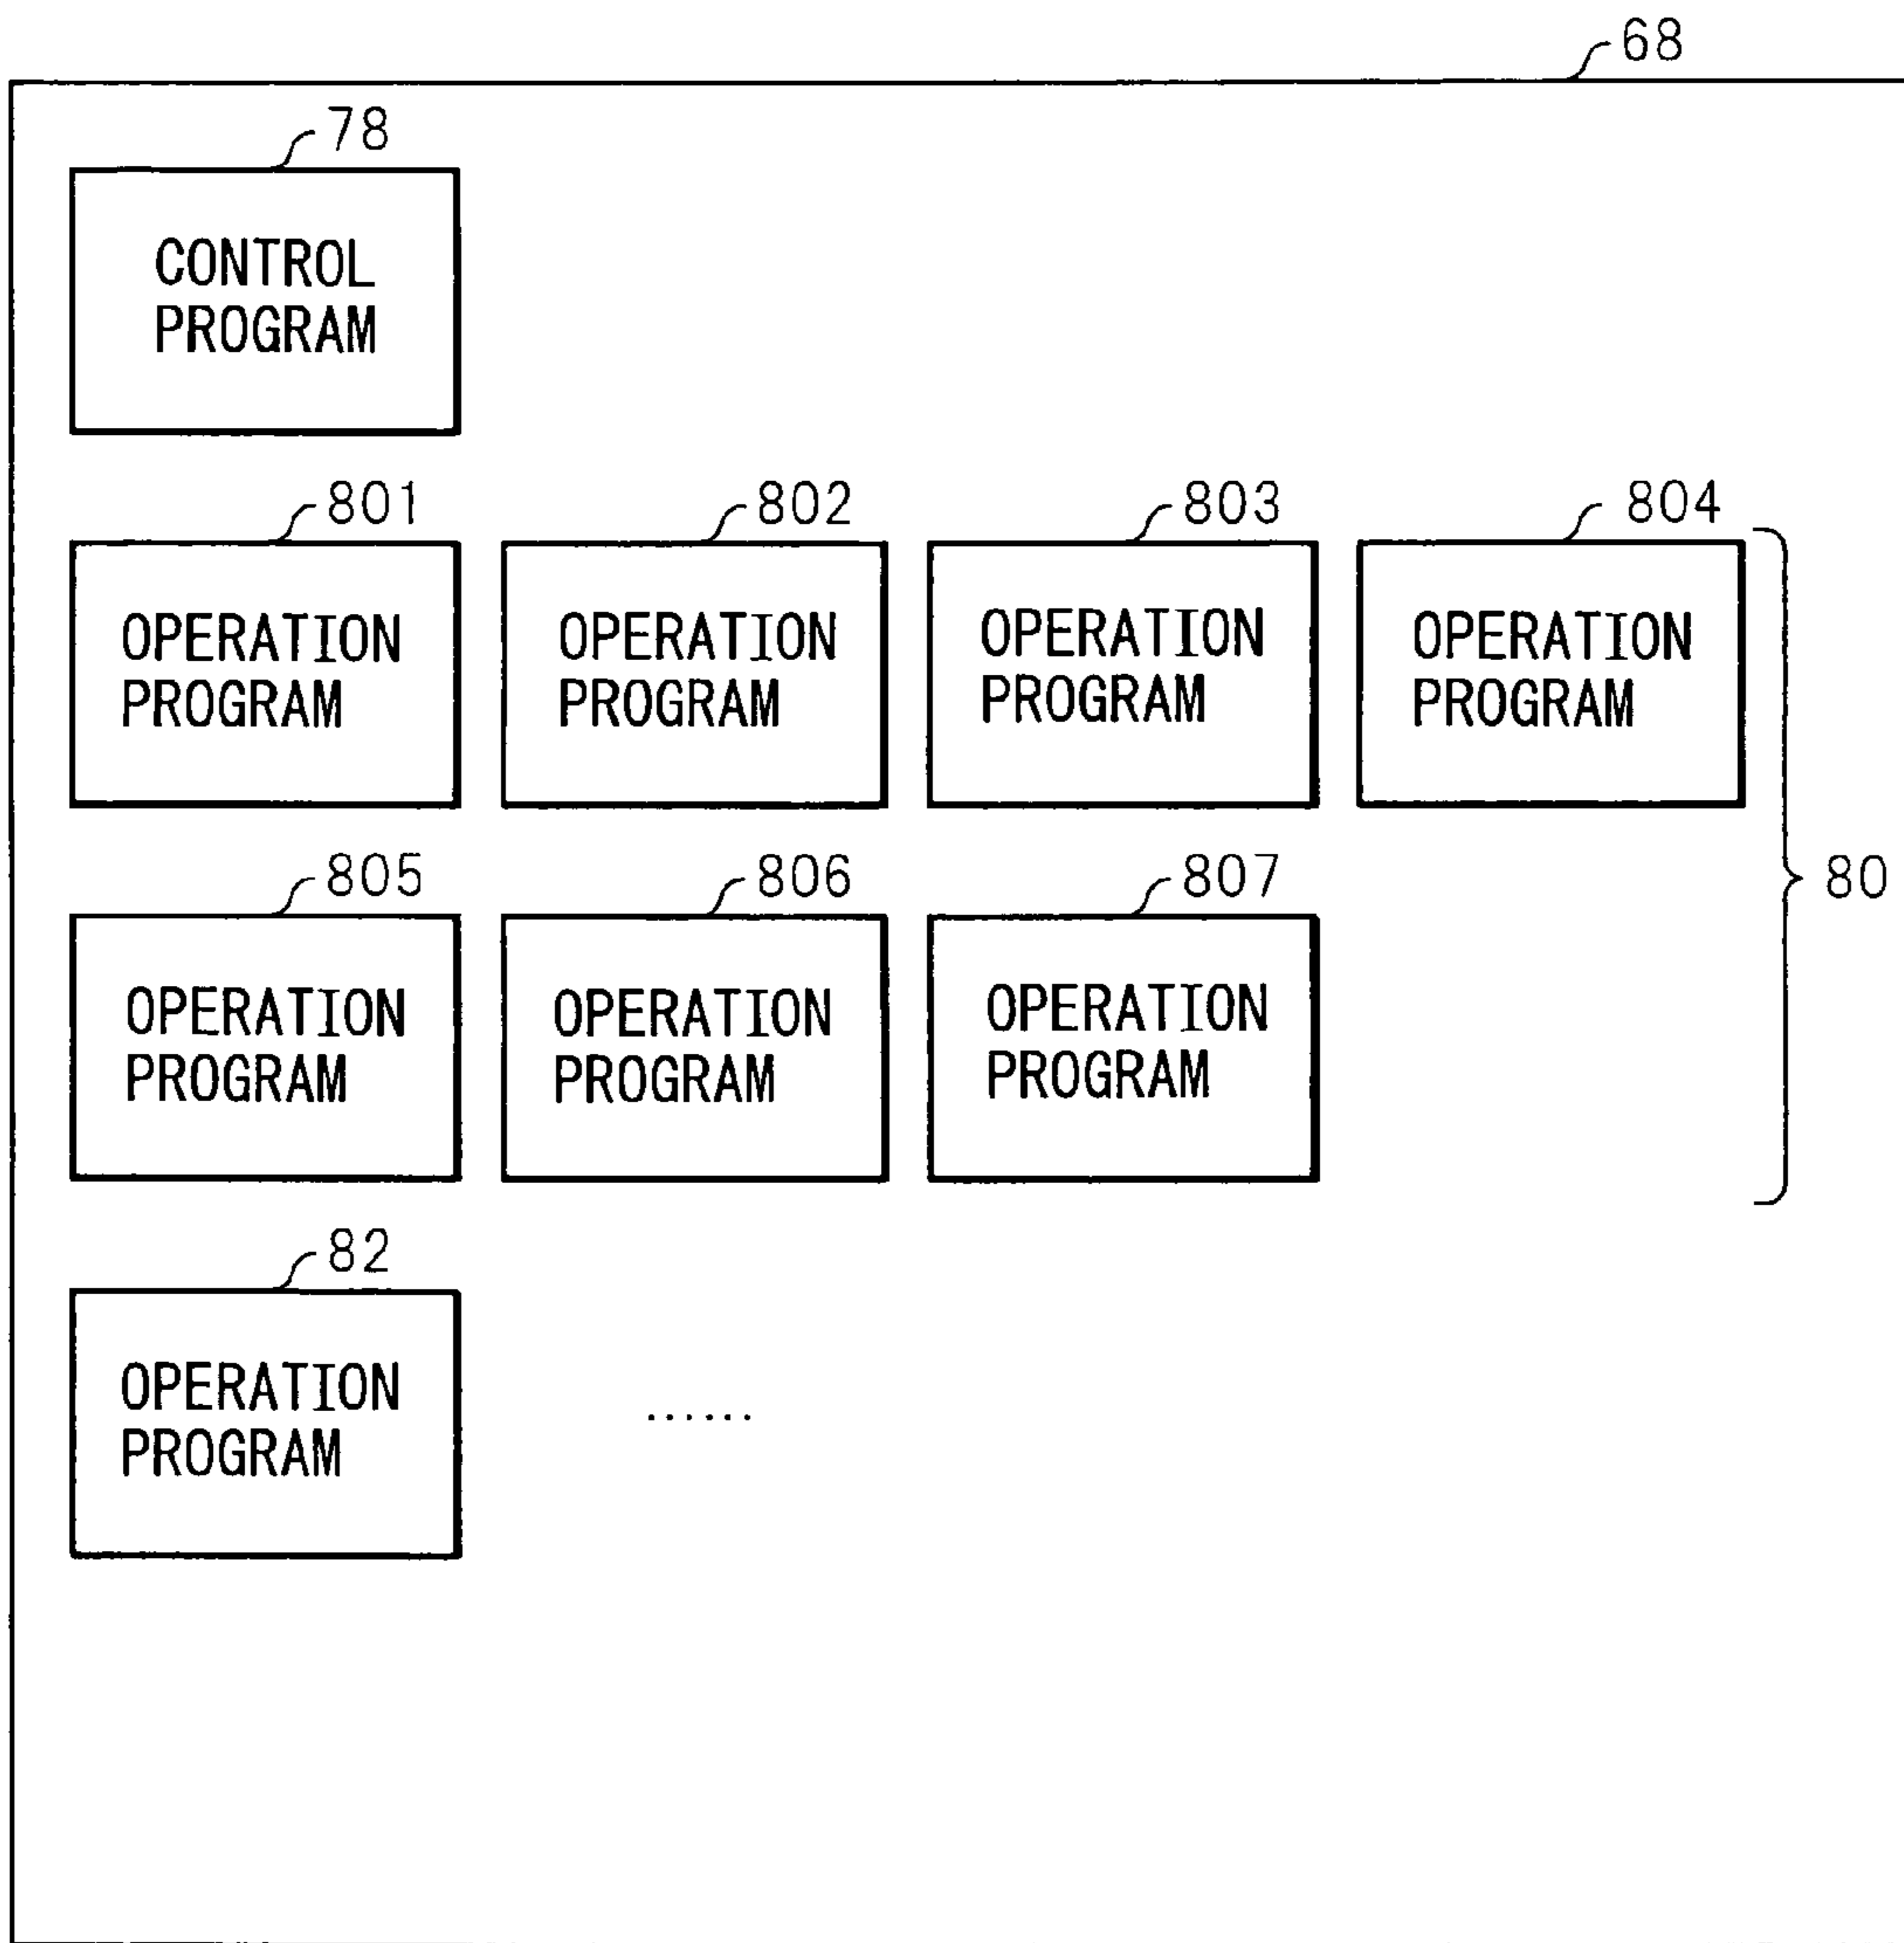 68
78
CONTROL
PROGRAM
801
802
803
804
OPERATION
PROGRAM
OPERATION
PROGRAM
OPERATION
PROGRAM
OPERATION
PROGRAM
80
805
806
807
OPERATION
PROGRAM
OPERATION
PROGRAM
OPERATION
PROGRAM
82
OPERATION
PROGRAM
......